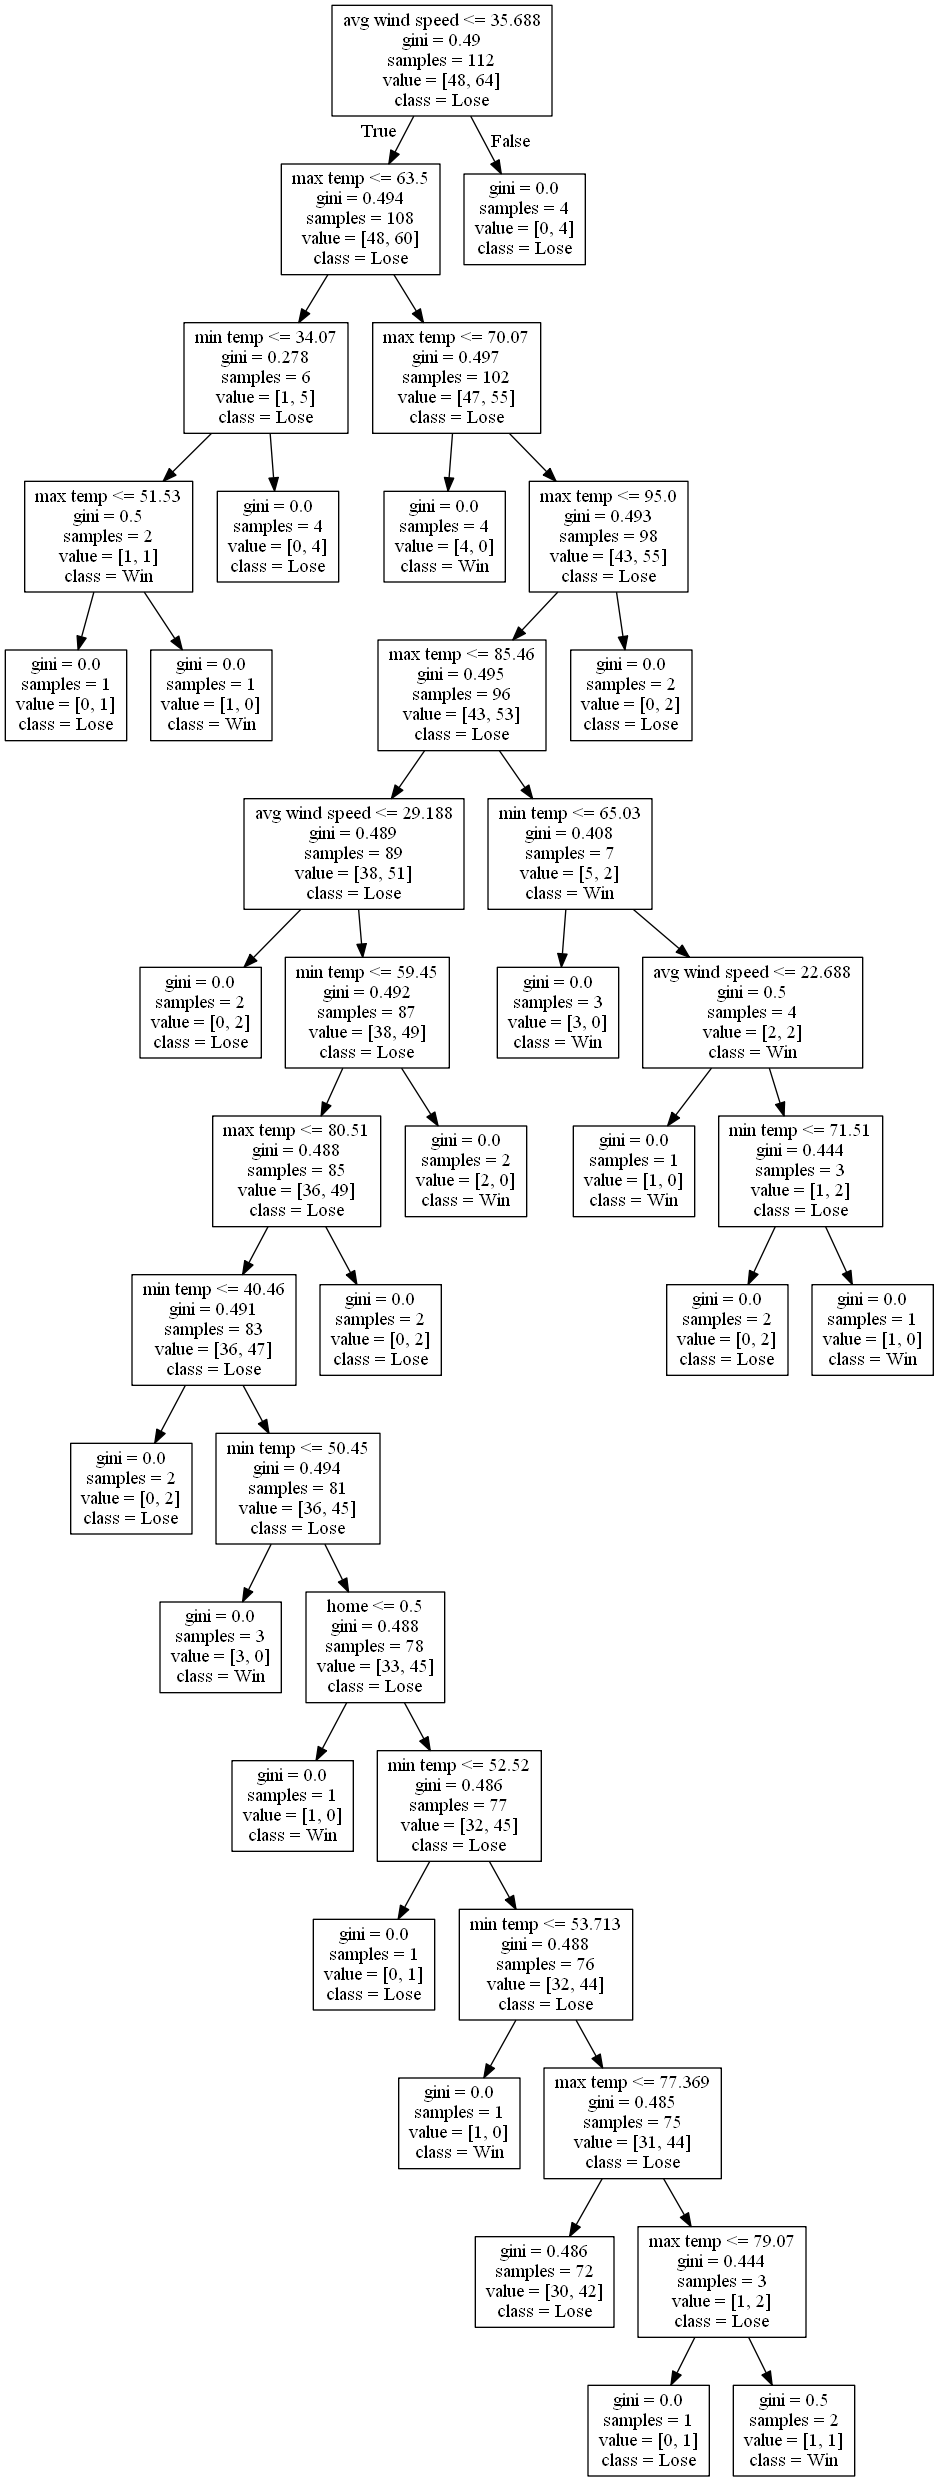 avg wind speed <= 35.688
gini = 0.49
samples = 112
value = [48, 64]
class = Lose
True
False
max temp <= 63.5
gini = 0.494
samples = 108
value = [48, 60]
class = Lose
gini = 0.0
samples = 4
value = [0, 4]
class = Lose
min temp <= 34.07
gini = 0.278
samples = 6
value = [1, 5]
class = Lose
max temp <= 70.07
gini = 0.497
samples = 102
value = [47, 55]
class = Lose
max temp <= 51.53
gini = 0.5
samples = 2
value = [1, 1]
class = Win
gini = 0.0
samples = 4
value = [0, 4]
class = Lose
gini = 0.0
samples = 4
value = [4, 0]
class = Win
max temp <= 95.0
gini = 0.493
samples = 98
value = [43, 55]
class = Lose
gini = 0.0
samples = 1
value = [0, 1]
class = Lose
gini = 0.0
samples = 1
value = [1, 0]
class = Win
max temp <= 85.46
gini = 0.495
samples = 96
value = [43, 53]
class = Lose
gini = 0.0
samples = 2
value = [0, 2]
class = Lose
avg wind speed <= 29.188
gini = 0.489
samples = 89
value = [38, 51]
class = Lose
min temp <= 65.03
gini = 0.408
samples = 7
value = [5, 2]
class = Win
gini = 0.0
samples = 2
value = [0, 2]
class = Lose
min temp <= 59.45
gini = 0.492
samples = 87
value = [38, 49]
class = Lose
gini = 0.0
samples = 3
value = [3, 0]
class = Win
avg wind speed <= 22.688
gini = 0.5
samples = 4
value = [2, 2]
class = Win
max temp <= 80.51
gini = 0.488
samples = 85
value = [36, 49]
class = Lose
gini = 0.0
samples = 2
value = [2, 0]
class = Win
gini = 0.0
samples = 1
value = [1, 0]
class = Win
min temp <= 71.51
gini = 0.444
samples = 3
value = [1, 2]
class = Lose
min temp <= 40.46
gini = 0.491
samples = 83
value = [36, 47]
class = Lose
gini = 0.0
samples = 2
value = [0, 2]
class = Lose
gini = 0.0
samples = 2
value = [0, 2]
class = Lose
gini = 0.0
samples = 1
value = [1, 0]
class = Win
gini = 0.0
samples = 2
value = [0, 2]
class = Lose
min temp <= 50.45
gini = 0.494
samples = 81
value = [36, 45]
class = Lose
gini = 0.0
samples = 3
value = [3, 0]
class = Win
home <= 0.5
gini = 0.488
samples = 78
value = [33, 45]
class = Lose
gini = 0.0
samples = 1
value = [1, 0]
class = Win
min temp <= 52.52
gini = 0.486
samples = 77
value = [32, 45]
class = Lose
gini = 0.0
samples = 1
value = [0, 1]
class = Lose
min temp <= 53.713
gini = 0.488
samples = 76
value = [32, 44]
class = Lose
gini = 0.0
samples = 1
value = [1, 0]
class = Win
max temp <= 77.369
gini = 0.485
samples = 75
value = [31, 44]
class = Lose
gini = 0.486
samples = 72
value = [30, 42]
class = Lose
max temp <= 79.07
gini = 0.444
samples = 3
value = [1, 2]
class = Lose
gini = 0.0
samples = 1
value = [0, 1]
class = Lose
gini = 0.5
samples = 2
value = [1, 1]
class = Win